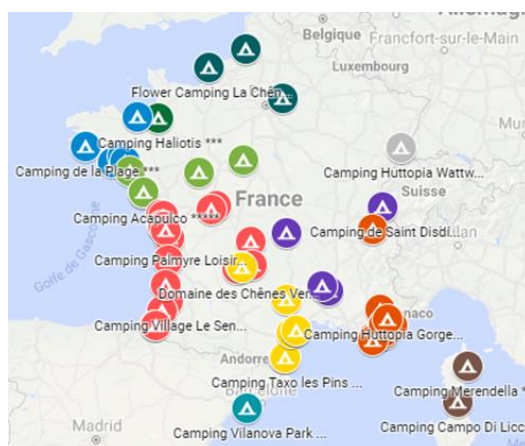 Belgique
Francfort-sur-le-Main
Luxembourg
Flower Camping La Chên...
Camping Haliotis ***
Camping de la Plage ***
Camping Huttopia Wattw...
France
Suisse
Camping Acapulco *****
Camping de Saint Disdi...
Golfe de Gascogne
Camping Palmyre Loisir...
Domaine des Chênes Ver...
Camping Village Le Sen...
Camping Huttopia Gorge...
Andorre
Camping Taxo les Pins ...
Camping Merendella
Camping Vilanova Park ...
Camping Campo Di Licc
Madrid